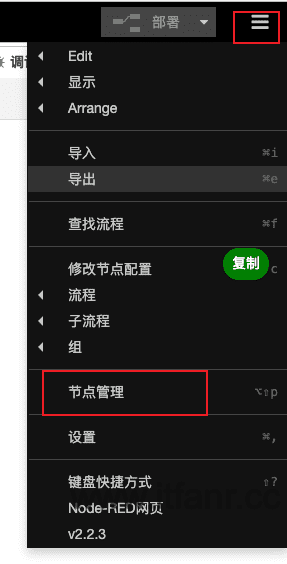 部署
调试
Edit
显示
Arrange
导入 ⌘i
导出 ⌘e
查找流程 ⌘f
修改节点配置 复制 c
流程
子流程
组
节点管理 ⌥⇧p
设置 ⌘,
键盘快捷方式 ⇧?
Node-RED网页
v2.2.3